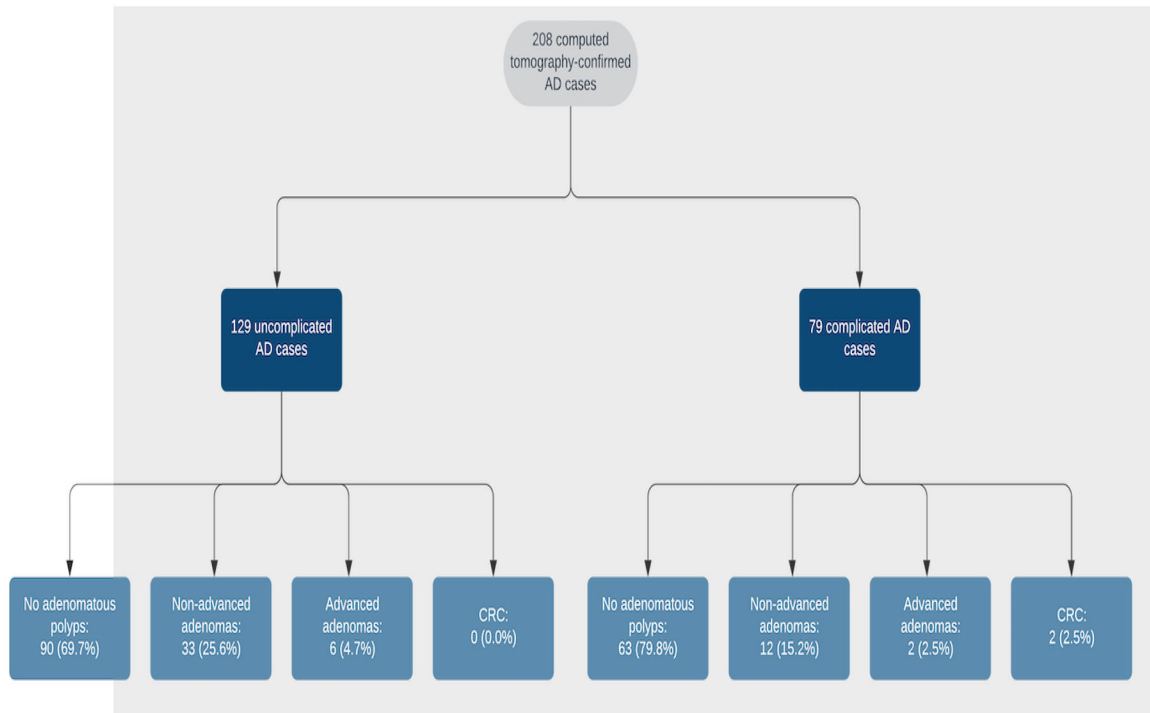 208 computed
tomography-confirmed
AD cases
129 uncomplicated
AD cases
79 complicated AD
cases
No adenomatous
polyps:
90 (69.7%)
Non-advanced
adenomas:
33 (25.6%)
Advanced
adenomas:
6 (4.7%)
CRC:
0 (0.0%)
No adenomatous
polyps:
63 (79.8%)
Non-advanced
adenomas:
12 (15.2%)
Advanced
adenomas:
2 (2.5%)
CRC:
2 (2.5%)